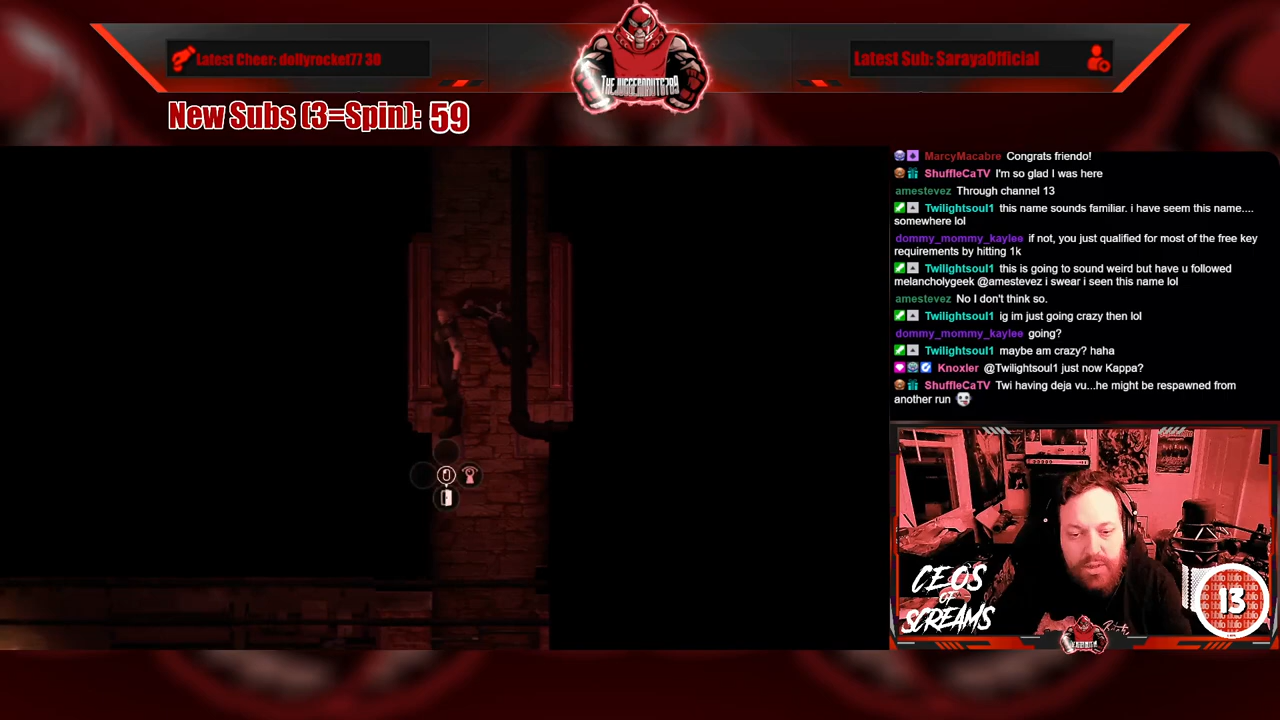 Latest Cheer: dollyrocket77 30
THEJUGGERNAUT6789
Latest Sub: SarayaOfficial
New Subs (3=Spin): 59
MarcyMacabre Congrats friendo!
ShuffleCaTV I'm so glad I was here
amestevez Through channel 13
Twilightsoul1 this name sounds familiar. i have seem this name....
somewhere lol
dommy_mommy_kaylee if not, you just qualified for most of the free key
requirements by hitting 1k
Twilightsoul1 this is going to sound weird but have u followed
melancholygeek @amestevez i swear i seen this name lol
amestevez No I don't think so.
Twilightsoul1 ig im just going crazy then lol
dommy_mommy_kaylee going?
Twilightsoul1 maybe am crazy? haha
Knoxler @Twilightsoul1 just now Kappa?
ShuffleCaTV Twi having deja vu...he might be respawned from
another run
CEOS
OF
SCREAMS
13